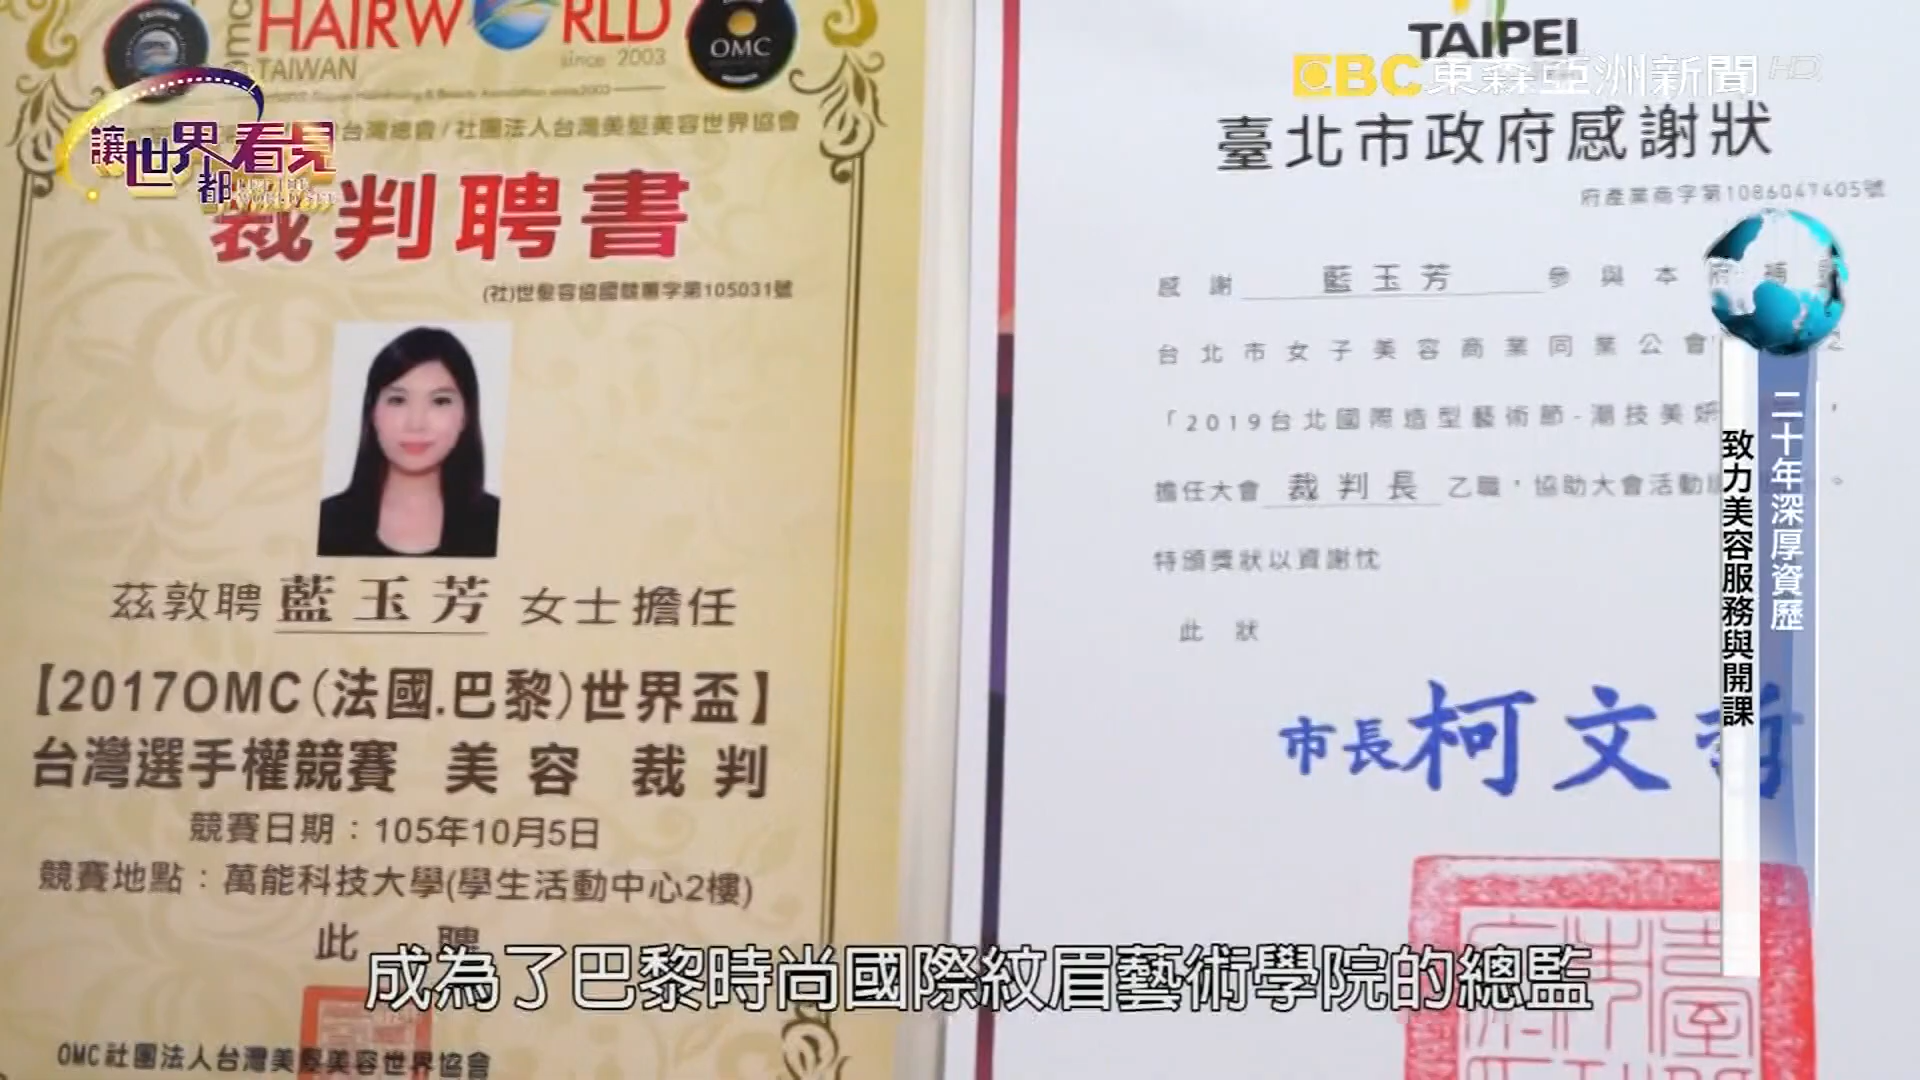 HAIRWORLD
omc
TAIWAN
since 2003
OMC
台灣總會/社團法人台灣美髮美容世界協會
裁判聘書
(社)世髮容協國競籌字第105031號
茲敦聘 藍玉芳 女士擔任
【2017OMC(法國.巴黎)世界盃】
台灣選手權競賽 美容 裁判
競賽日期：105年10月5日
競賽地點：萬能科技大學(學生活動中心2樓)
此 聘
OMC社團法人台灣美髮美容世界協會
TAIPEI
臺北市政府感謝狀
府產業商字第1086047405號
感謝 藍玉芳 參與本府補
台北市女子美容商業同業公會 之
「2019台北國際造型藝術節-潮技美妍
擔任大會 裁判長 乙職，協助大會活動
特頒獎狀以資謝忱
此 狀
市長柯文哲
讓世界都看見
LET THE
WORLD SEE
EBC東森亞洲新聞 HD
二十年深厚資歷
致力美容服務與開課
成為了巴黎時尚國際紋眉藝術學院的總監